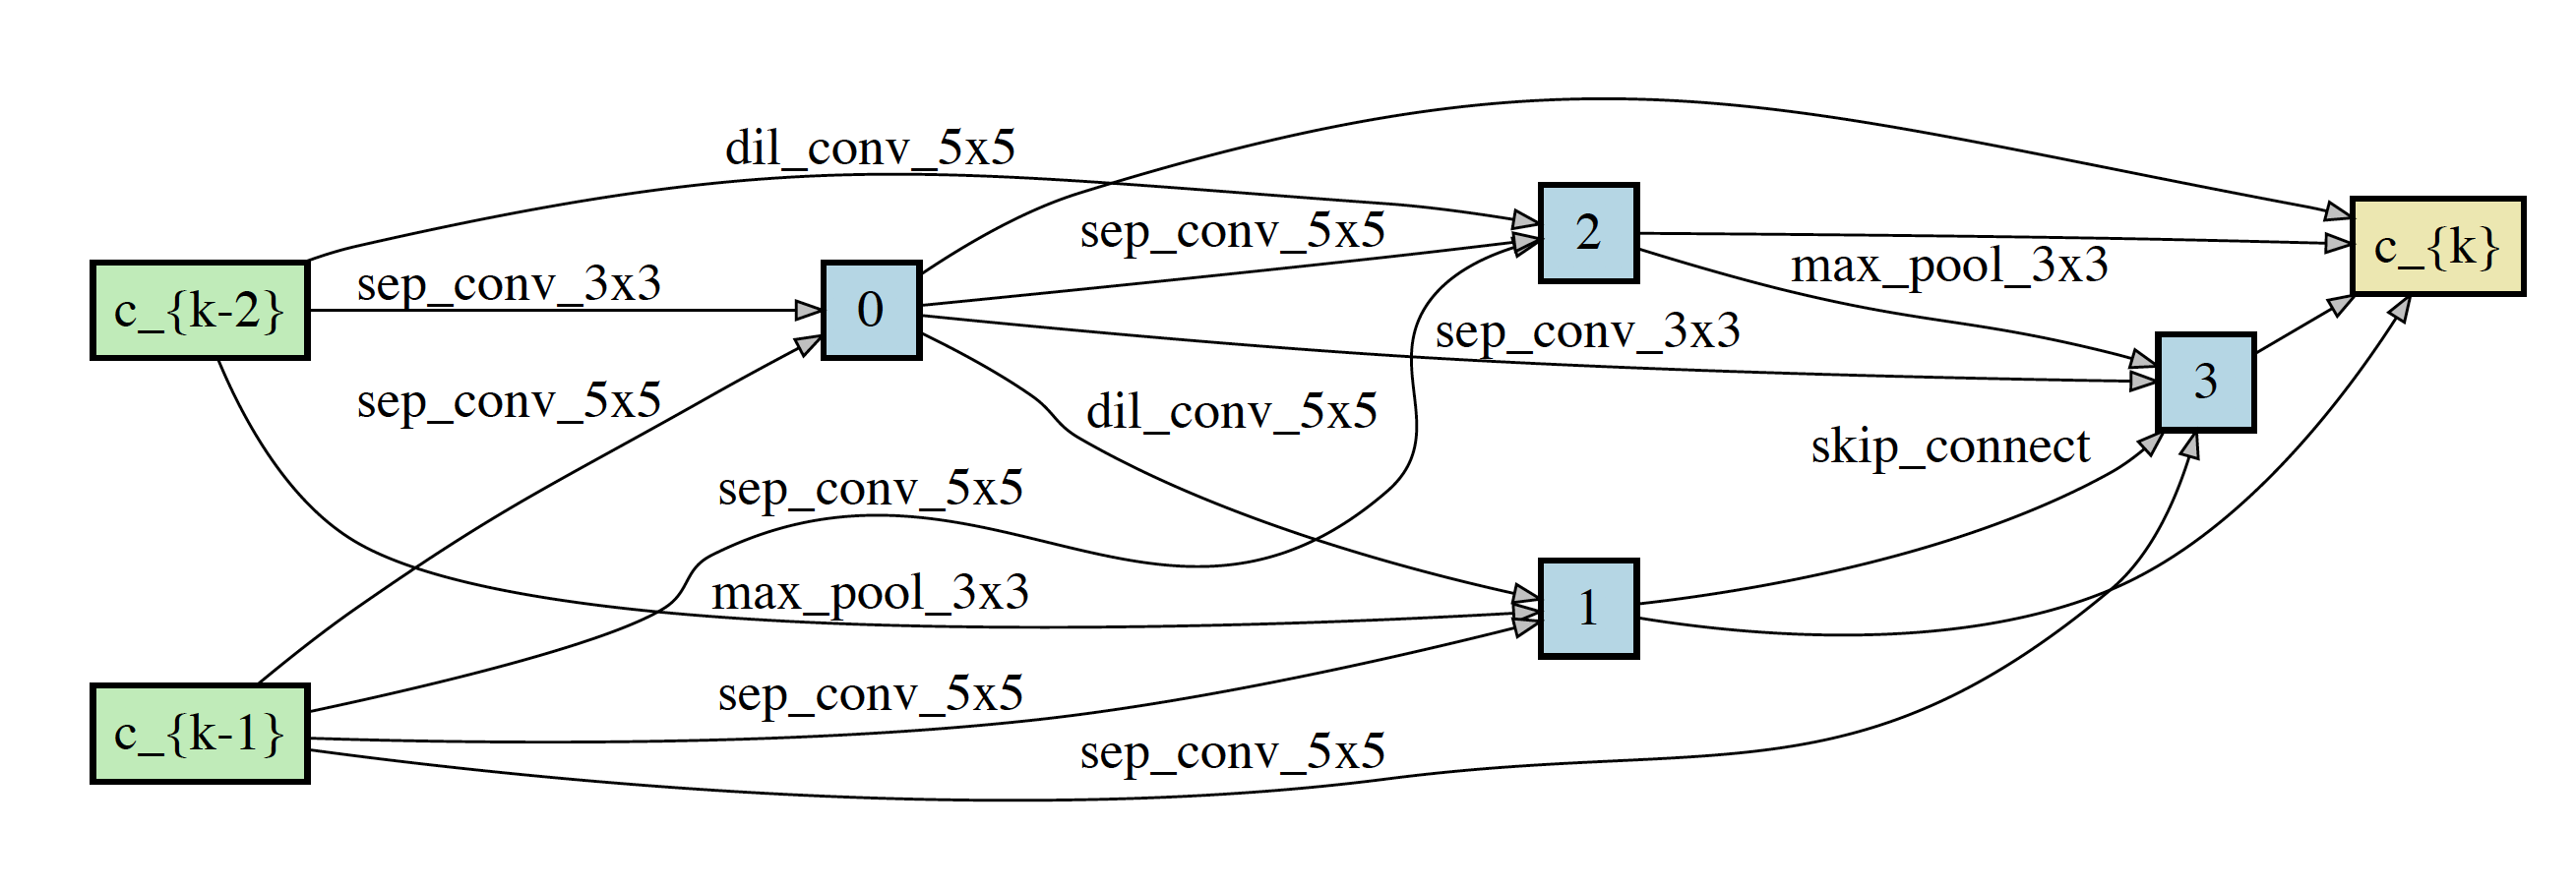 dil_conv_5x5
sep_conv_5x5
2
c_{k}
max_pool_3x3
c_{k-2}
sep_conv_3x3
0
sep_conv_3x3
3
sep_conv_5x5
dil_conv_5x5
skip_connect
sep_conv_5x5
max_pool_3x3
1
c_{k-1}
sep_conv_5x5
sep_conv_5x5